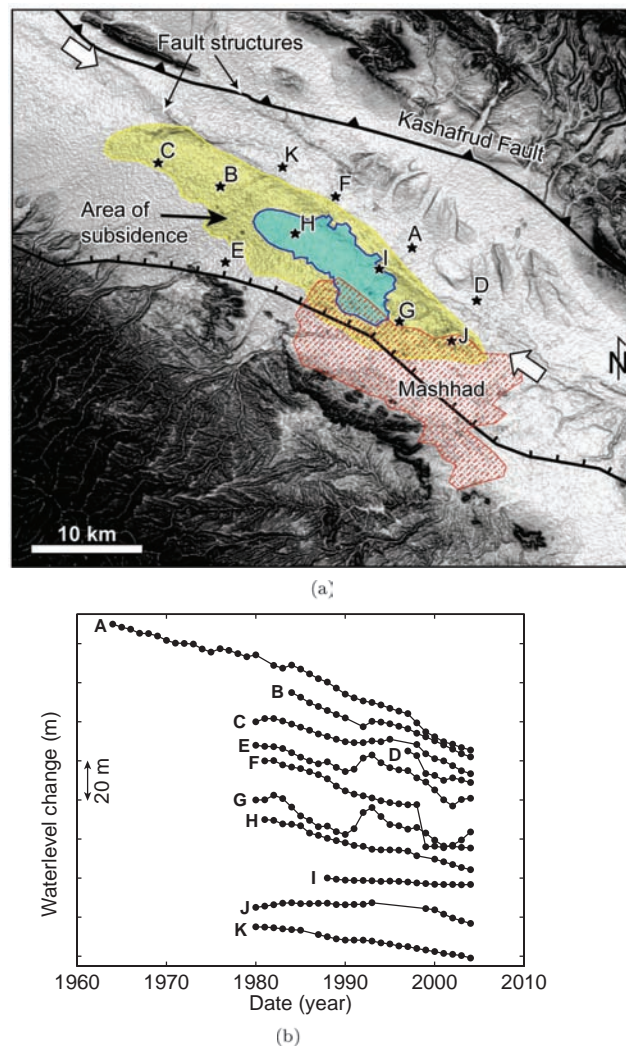 Fault structures
Kashafrud Fault
C
B
K
F
Area of
subsidence
H
A
E
I
D
G
J
Mashhad
N
10 km
(a)
A
B
C
D
E
F
G
H
I
J
K
20 m
Waterlevel change (m)
1960 1970 1980 1990 2000 2010
Date (year)
(b)